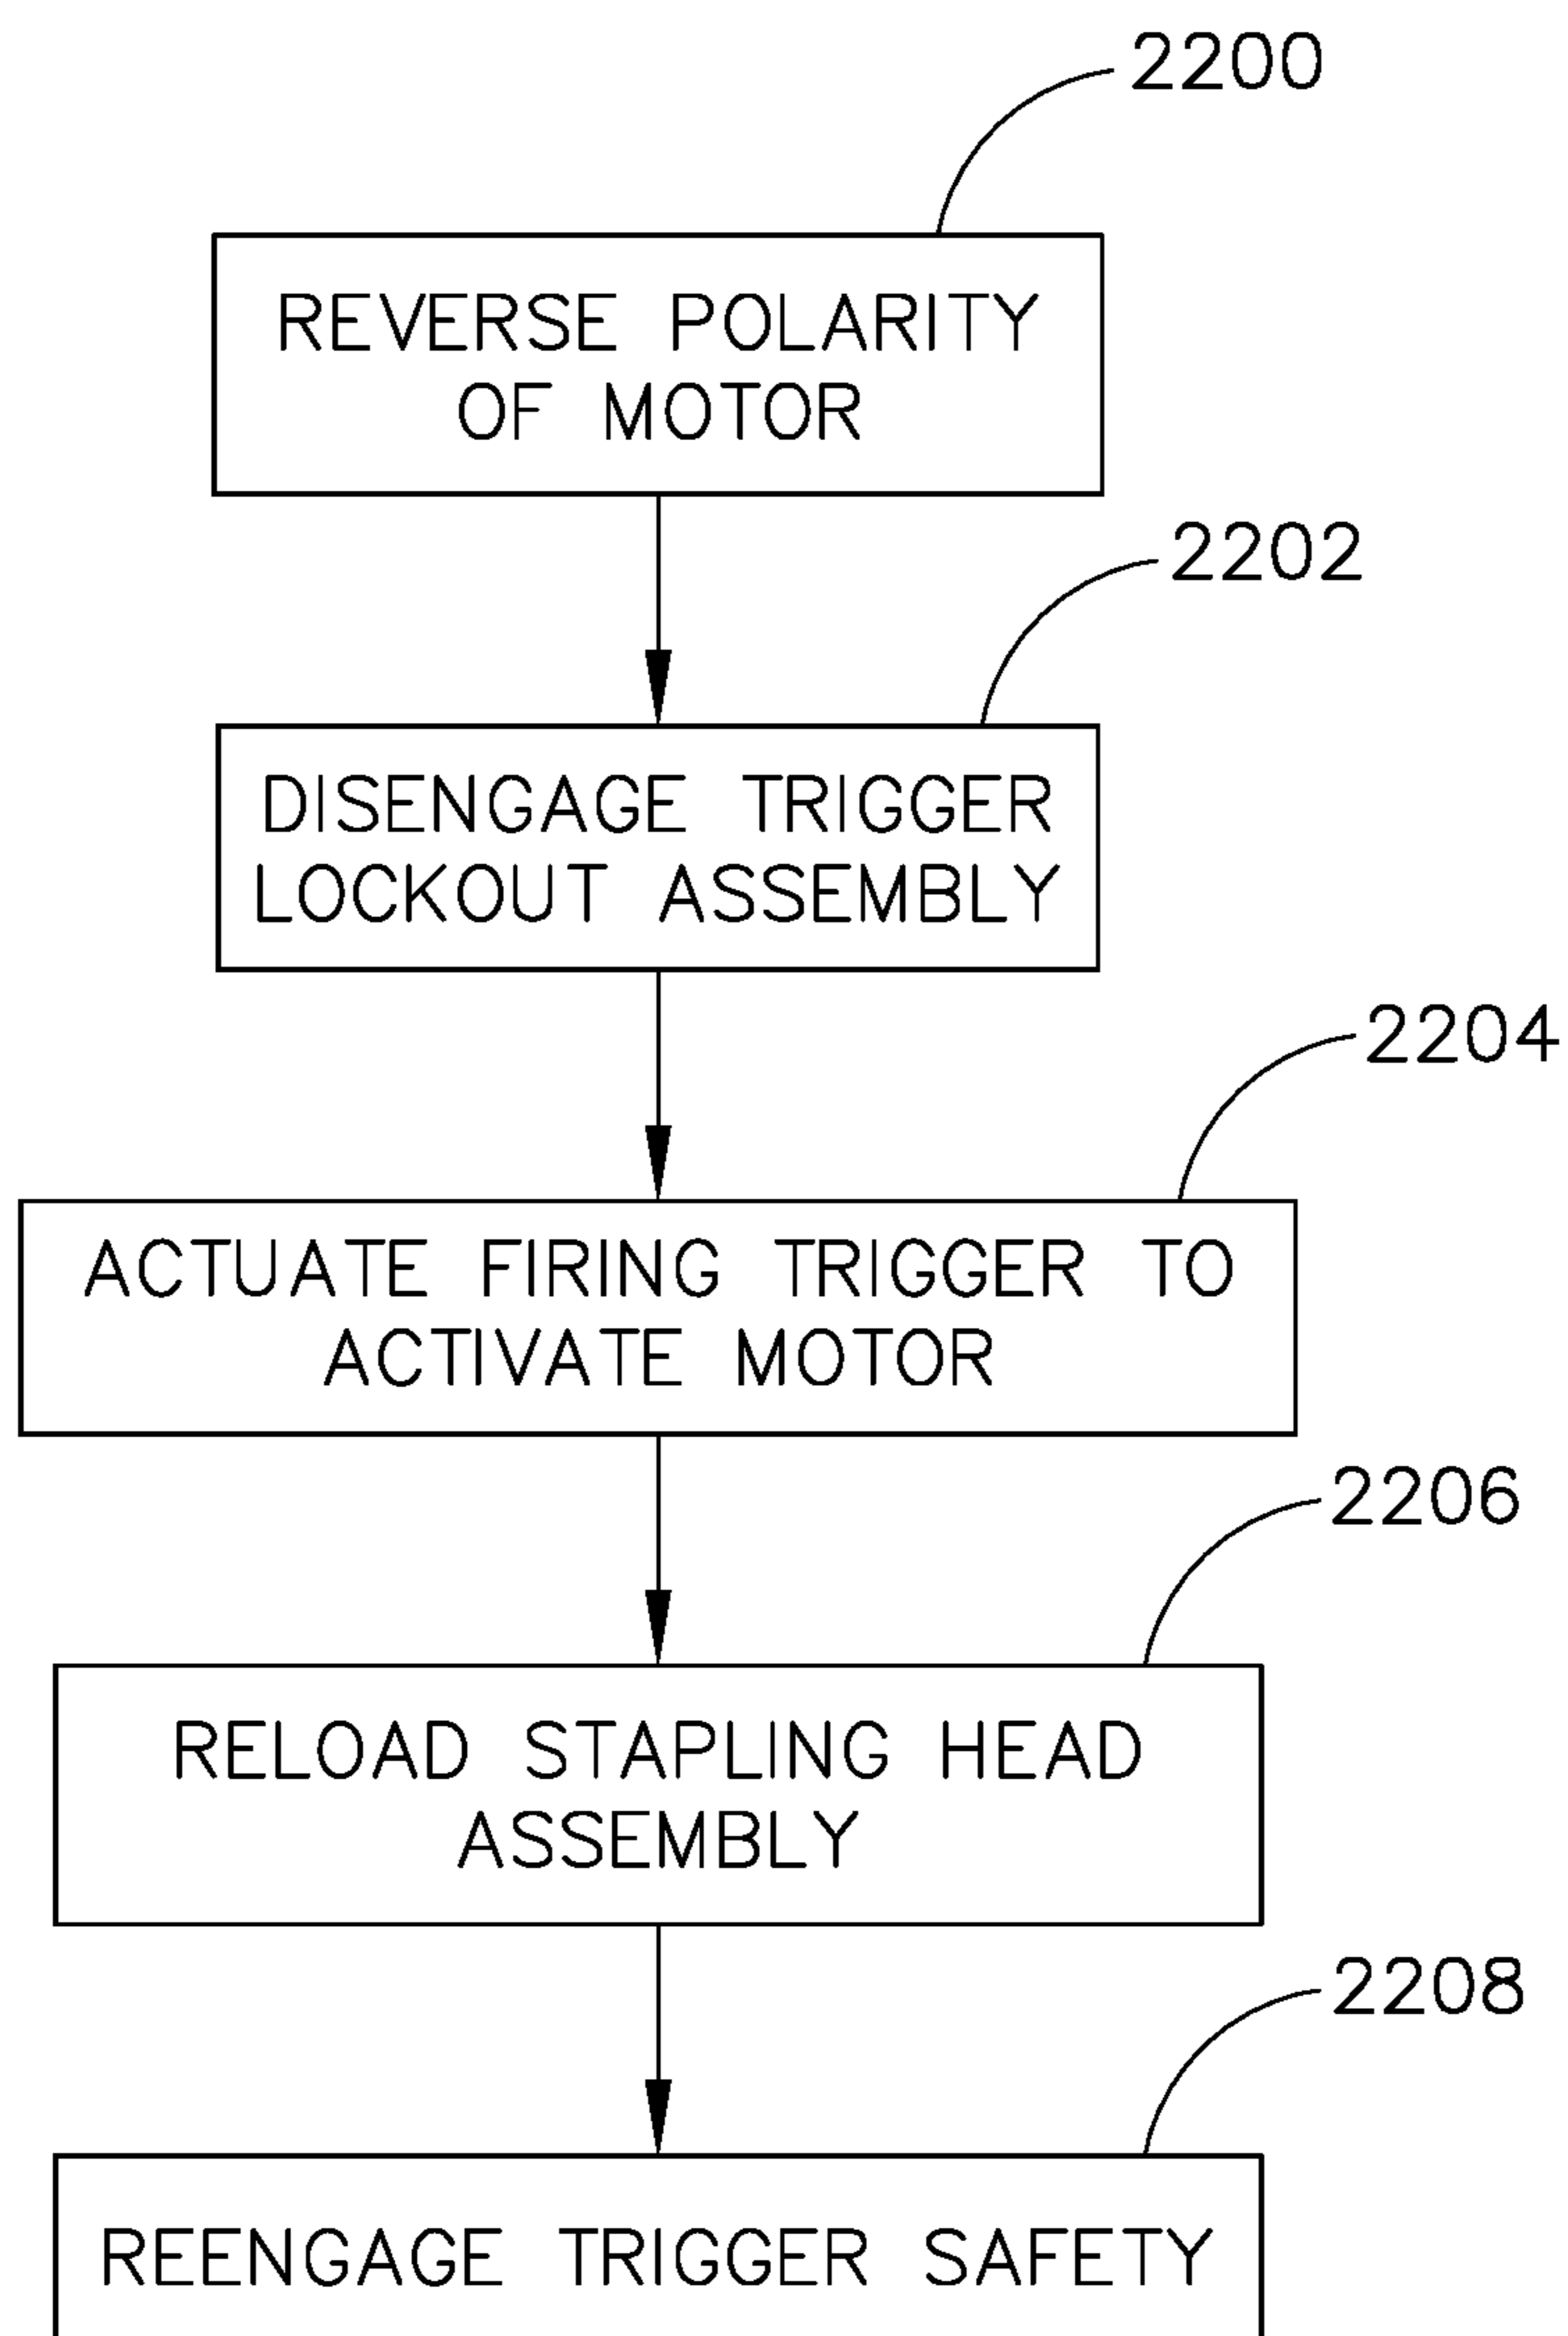 2200
REVERSE POLARITY
OF MOTOR
2202
DISENGAGE TRIGGER
LOCKOUT ASSEMBLY
2204
ACTUATE FIRING TRIGGER TO
ACTIVATE MOTOR
2206
RELOAD STAPLING HEAD
ASSEMBLY
2208
REENGAGE TRIGGER SAFETY